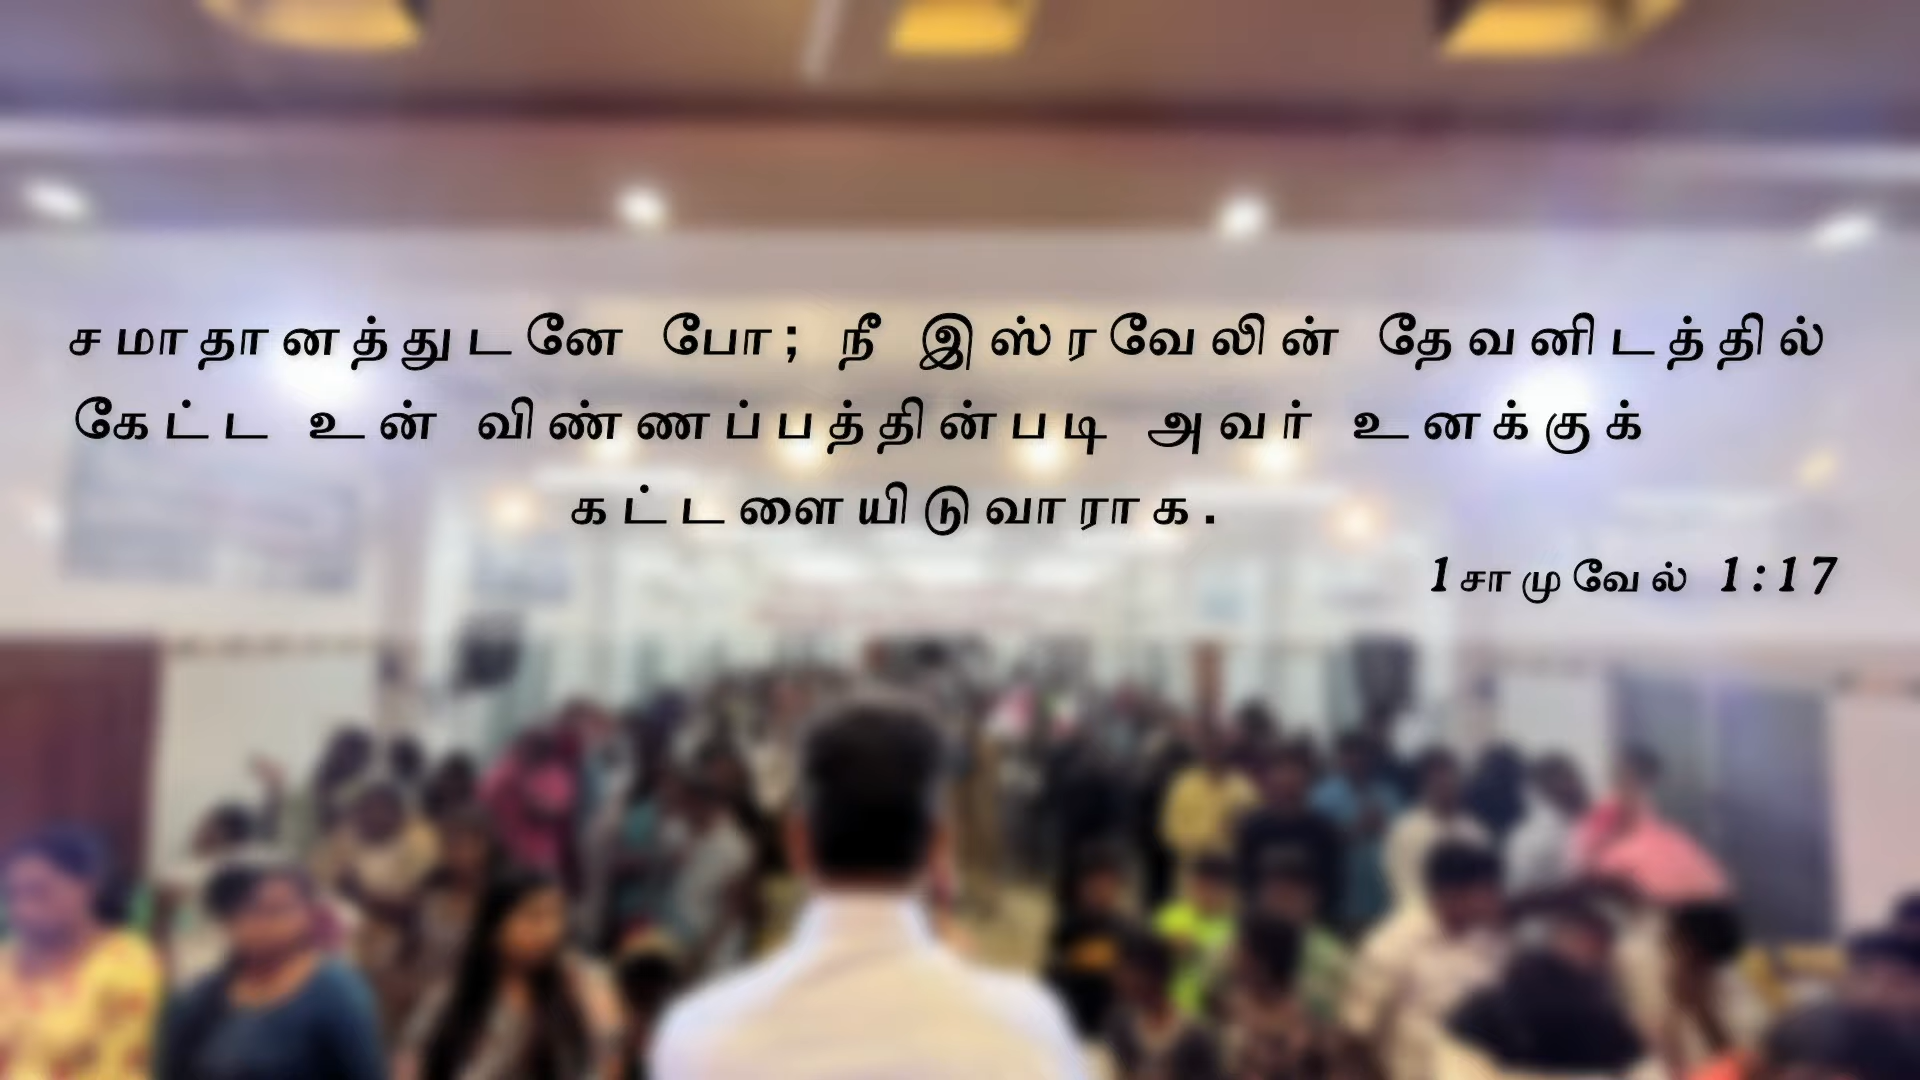 சமாதானத்துடனே போ; நீ இஸ்ரவேலின் தேவனிடத்தில்
கேட்ட உன் விண்ணப்பத்தின்படி அவர் உனக்குக்
கட்டளையிடுவாராக.
1சாமுவேல் 1:17